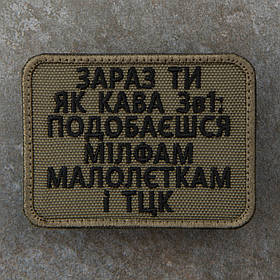 ЗАРАЗ ТИ
ЯК КАВА 3в1:
ПОДОБАЄШСЯ
МІЛФАМ
МАЛОЛЄТКАМ
і ТЦК